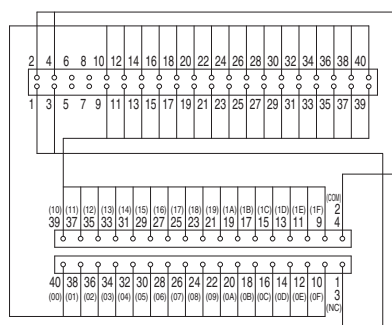 2 4 6 8 10 12 14 16 18 20 22 24 26 28 30 32 34 36 38 40
1 3 5 7 9 11 13 15 17 19 21 23 25 27 29 31 33 35 37 39
(10) (11) (12) (13) (14) (15) (16) (17) (18) (19) (1A) (1B) (1C) (1D) (1E) (1F) (COM)
2
39 37 35 33 31 29 27 25 23 21 19 17 15 13 11 9 4
40 38 36 34 32 30 28 26 24 22 20 18 16 14 12 10 1
3
(00) (01) (02) (03) (04) (05) (06) (07) (08) (09) (0A) (0B) (0C) (0D) (0E) (0F) (NC)